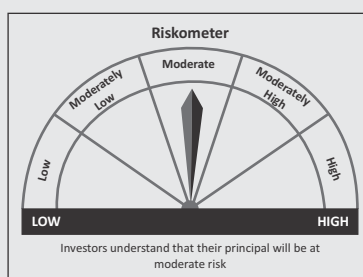 Riskometer
Low
Moderately
Low
Moderate
Moderately
High
High
LOW
HIGH
Investors understand that their principal will be at
moderate risk